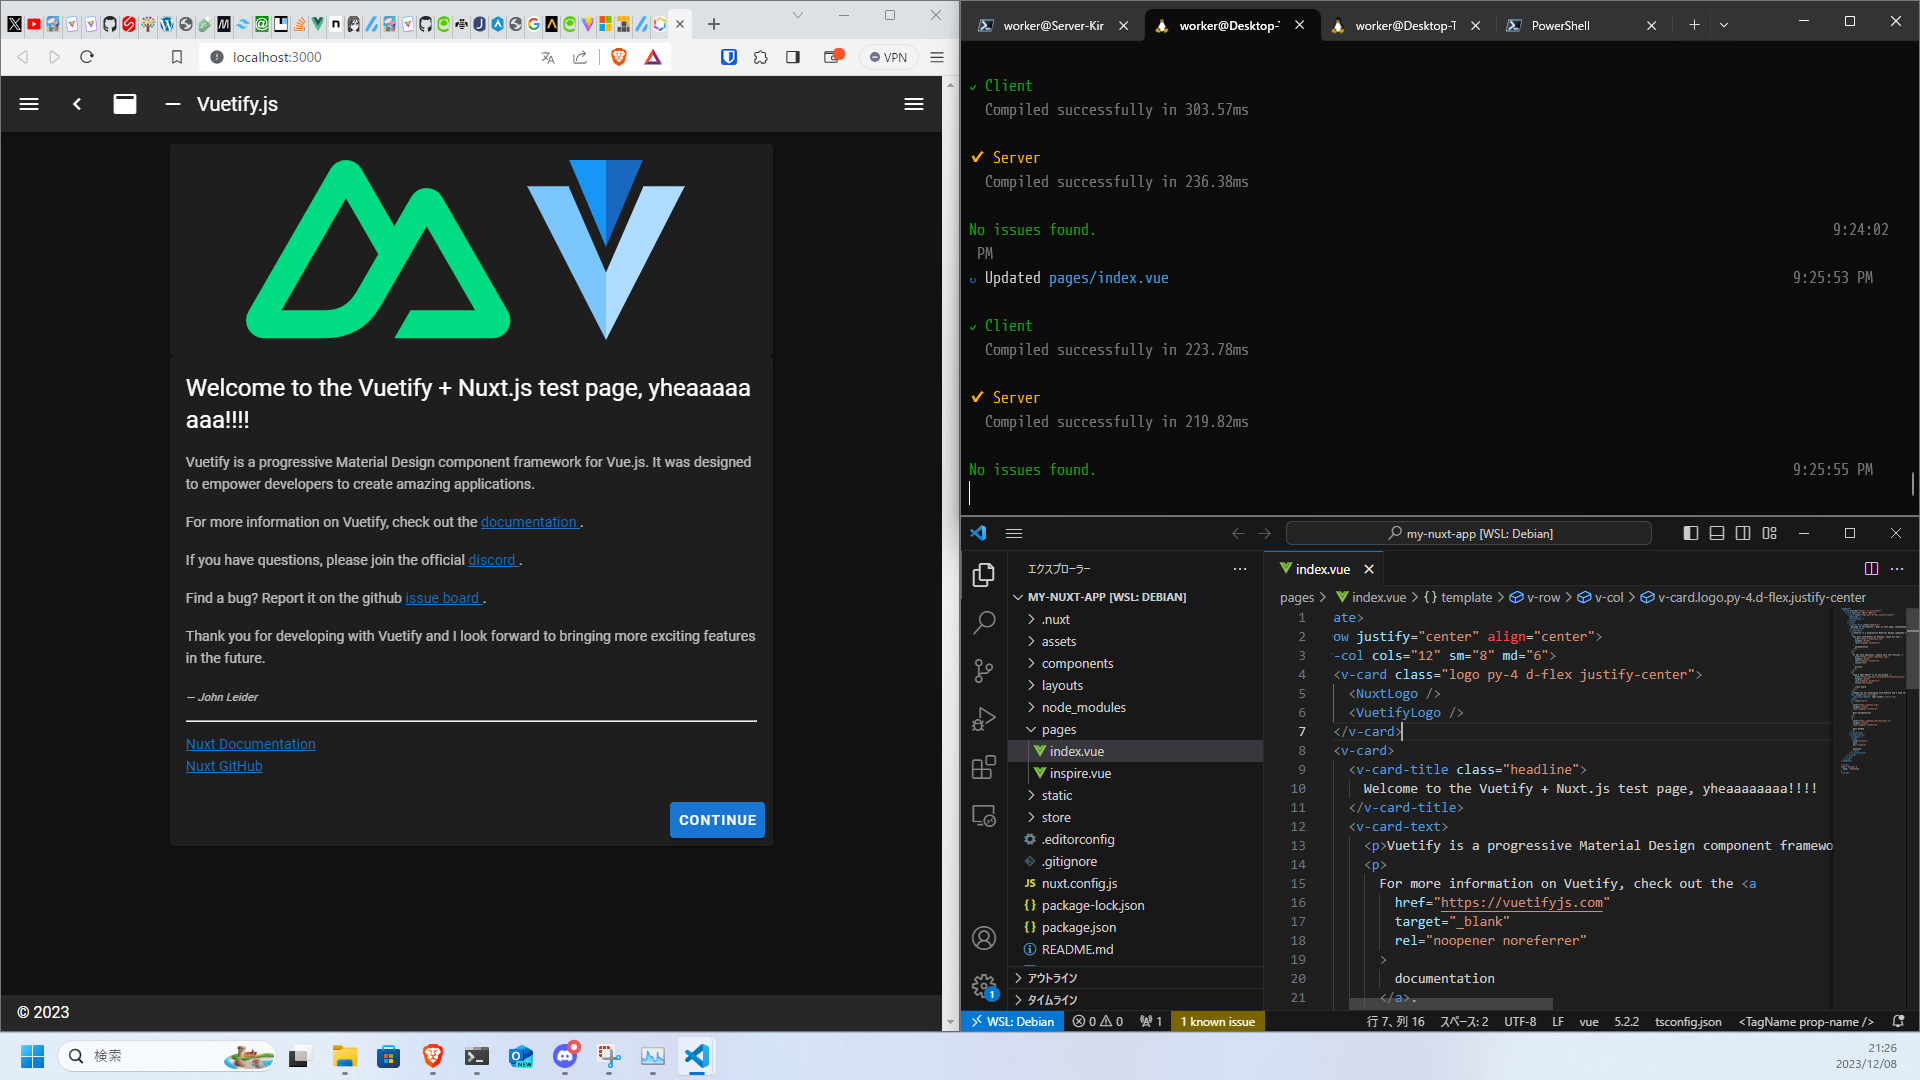 localhost:3000
VPN
Vuetify.js
Welcome to the Vuetify + Nuxt.js test page, yheaaaaa
aaa!!!!
Vuetify is a progressive Material Design component framework for Vue.js. It was designed
to empower developers to create amazing applications.
For more information on Vuetify, check out the documentation .
If you have questions, please join the official discord .
Find a bug? Report it on the github issue board .
Thank you for developing with Vuetify and I look forward to bringing more exciting features
in the future.
— John Leider
Nuxt Documentation
Nuxt GitHub
CONTINUE
© 2023
worker@Server-Kir
worker@Desktop-
worker@Desktop-T
PowerShell
✓ Client
Compiled successfully in 303.57ms
✔ Server
Compiled successfully in 236.38ms
No issues found. 9:24:02
PM
Updated pages/index.vue 9:25:53 PM
✓ Client
Compiled successfully in 223.78ms
✔ Server
Compiled successfully in 219.82ms
No issues found. 9:25:55 PM
my-nuxt-app [WSL: Debian]
エクスプローラー
MY-NUXT-APP [WSL: DEBIAN]
.nuxt
assets
components
layouts
node_modules
pages
index.vue
inspire.vue
static
store
.editorconfig
.gitignore
JS nuxt.config.js
{} package-lock.json
{} package.json
README.md
アウトライン
タイムライン
index.vue
pages > index.vue > {} template > v-row > v-col > v-card.logo.py-4.d-flex.justify-center
1 ate>
2 ow justify="center" align="center">
3 -col cols="12" sm="8" md="6">
4 <v-card class="logo py-4 d-flex justify-center">
5 <NuxtLogo />
6 <VuetifyLogo />
7 </v-card>
8 <v-card>
9 <v-card-title class="headline">
10 Welcome to the Vuetify + Nuxt.js test page, yheaaaaaaaa!!!!
11 </v-card-title>
12 <v-card-text>
13 <p>Vuetify is a progressive Material Design component framewo
14 <p>
15 For more information on Vuetify, check out the <a
16 href="https://vuetifyjs.com"
17 target="_blank"
18 rel="noopener noreferrer"
19 >
20 documentation
21 </a>.
1
WSL: Debian
0 0
1
1 known issue
行 7、列 16
スペース: 2
UTF-8
LF
vue
5.2.2
tsconfig.json
<TagName prop-name />
検索
NEW
21:26
2023/12/08